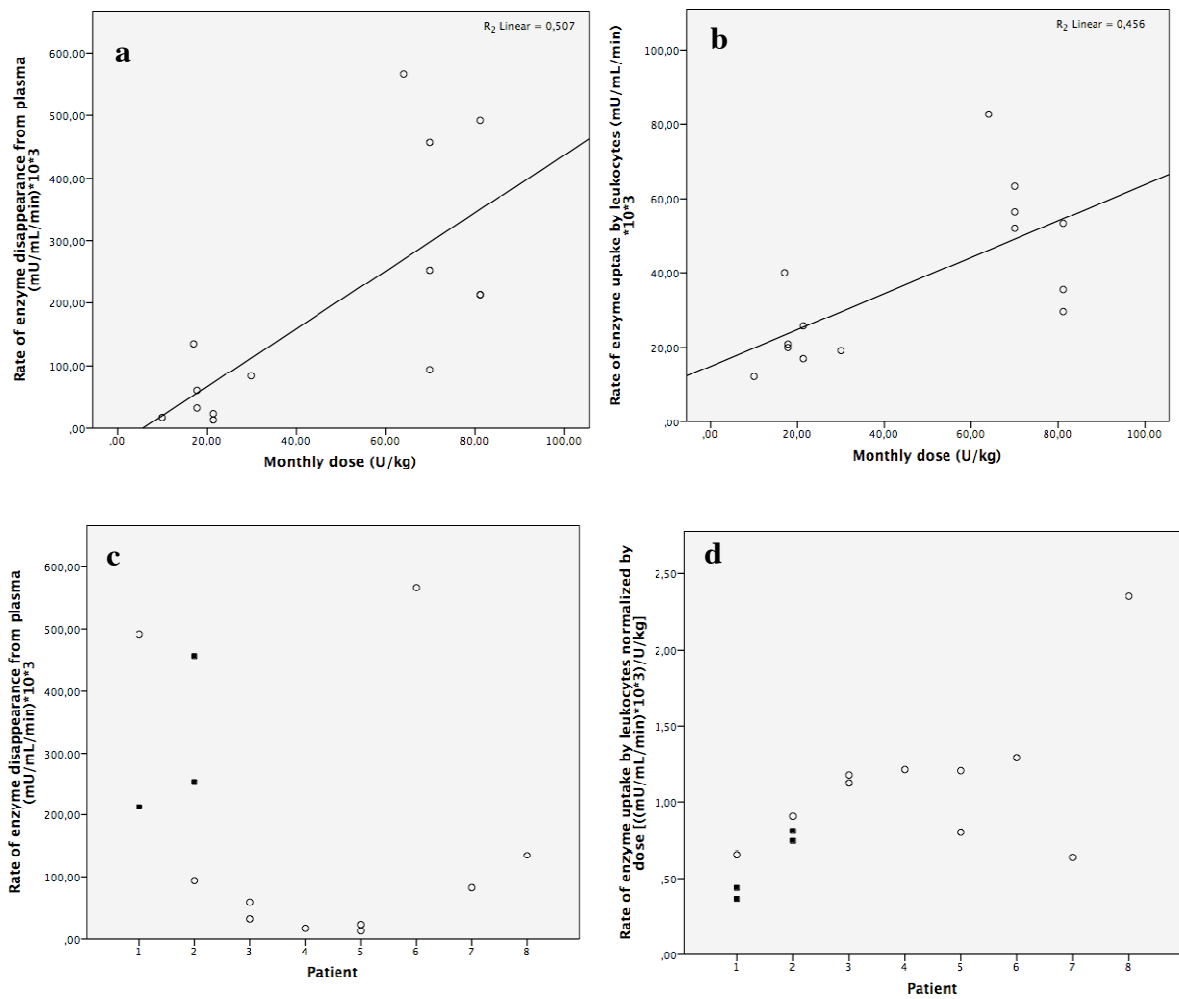 a
R2 Linear = 0,507
Rate of enzyme disappearance from plasma
(mU/mL/min)*10*3
600,00
500,00
400,00
300,00
200,00
100,00
,00
,00 20,00 40,00 60,00 80,00 100,00
Monthly dose (U/kg)
b
R2 Linear = 0,456
Rate of enzyme uptake by leukocytes (mU/mL/min)
*10*3
100,00
80,00
60,00
40,00
20,00
,00
,00 20,00 40,00 60,00 80,00 100,00
Monthly dose (U/kg)
c
Rate of enzyme disappearance from plasma
(mU/mL/min)*10*3
600,00
500,00
400,00
300,00
200,00
100,00
,00
1 2 3 4 5 6 7 8
Patient
d
Rate of enzyme uptake by leukocytes normalized by
dose [((mU/mL/min)*10*3)/U/kg]
2,50
2,00
1,50
1,00
,50
,00
1 2 3 4 5 6 7 8
Patient